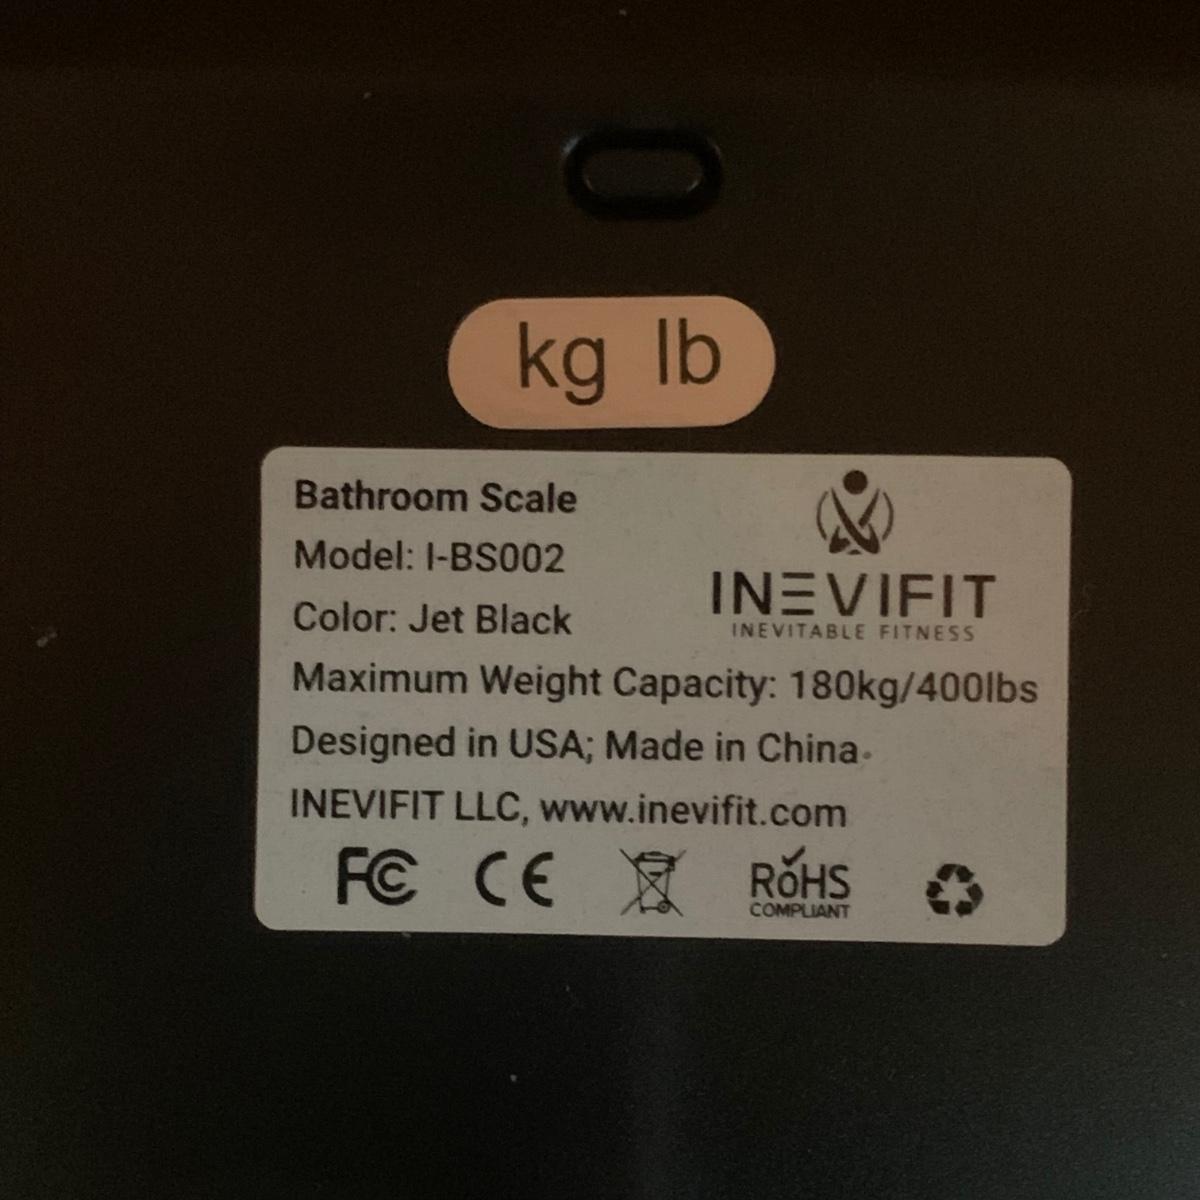 kg lb
Bathroom Scale
Model: I-BS002
Color: Jet Black
INEVIFIT
INEVITABLE FITNESS
Maximum Weight Capacity: 180kg/400lbs
Designed in USA; Made in China
INEVIFIT LLC, www.inevifit.com
FC CE RoHS
COMPLIANT